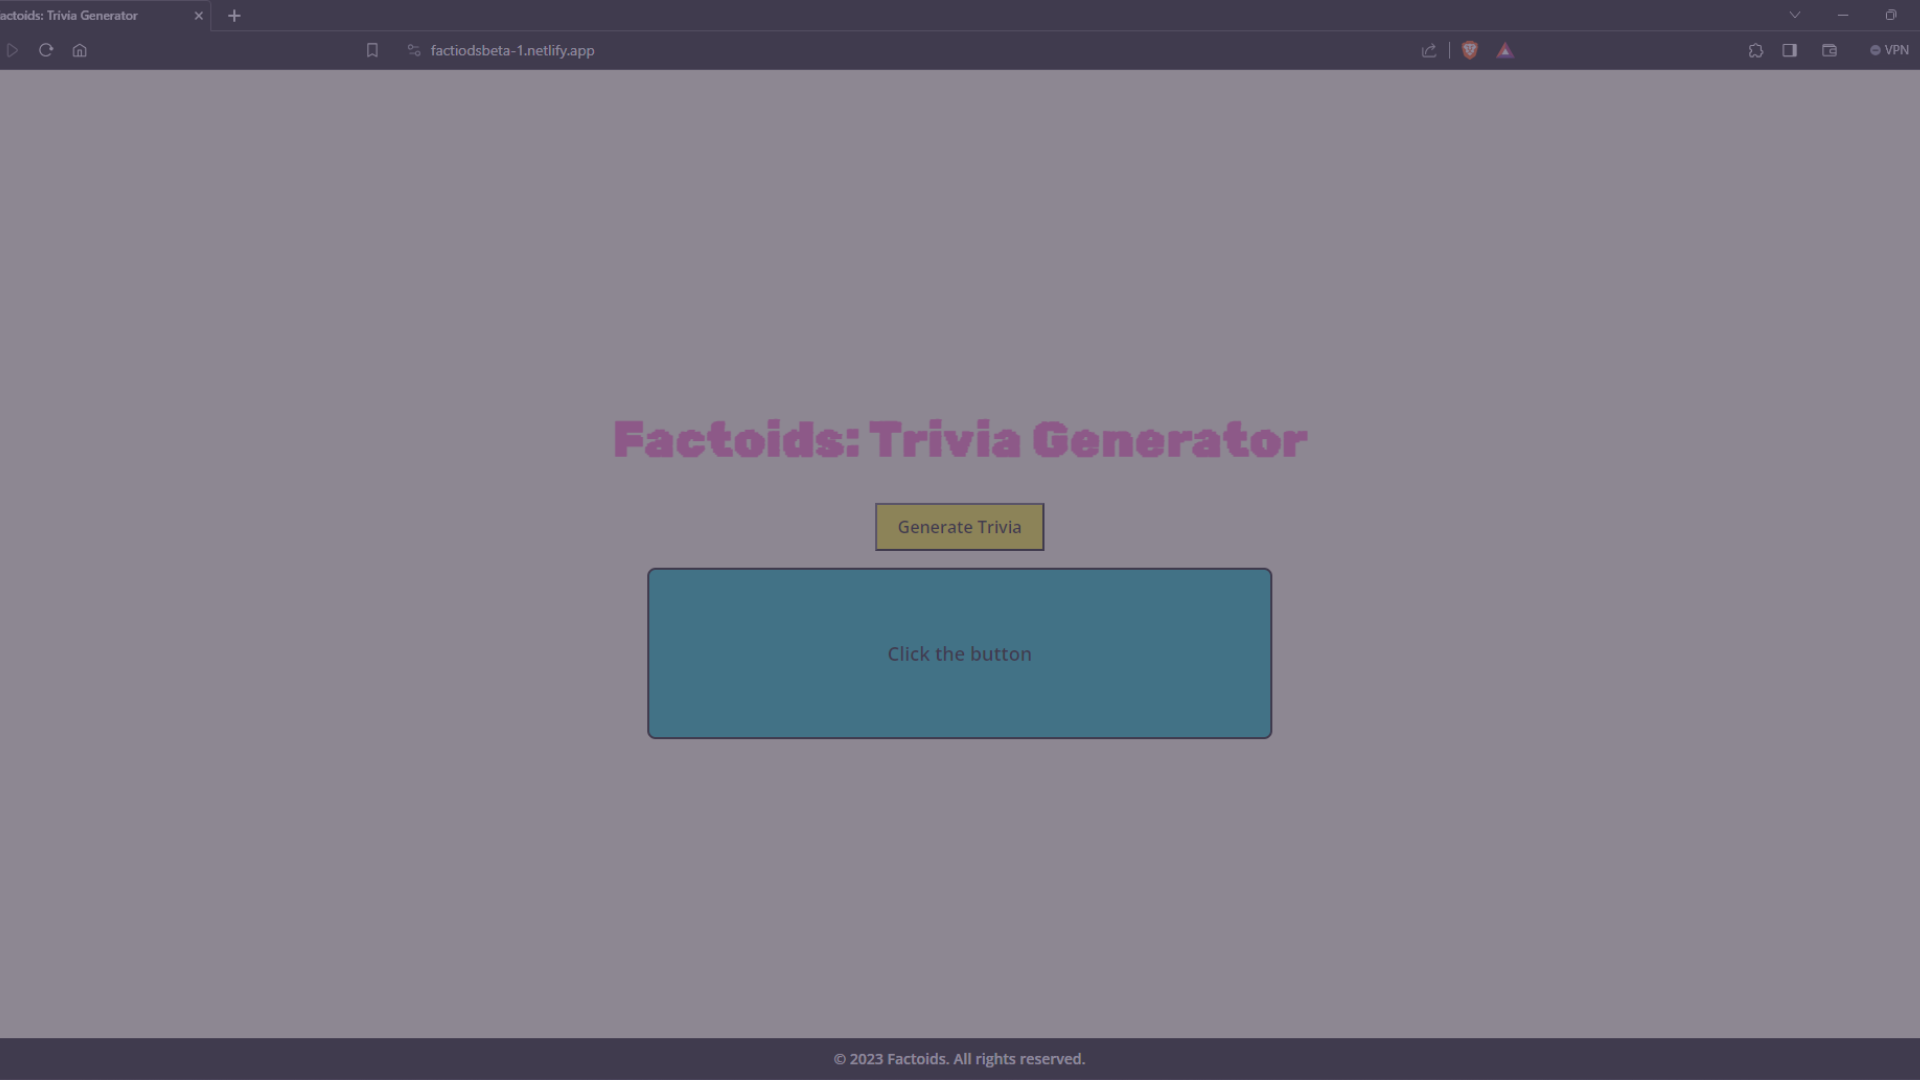 actoids: Trivia Generator
factiodsbeta-1.netlify.app
VPN
Factoids: Trivia Generator
Generate Trivia
Click the button
© 2023 Factoids. All rights reserved.